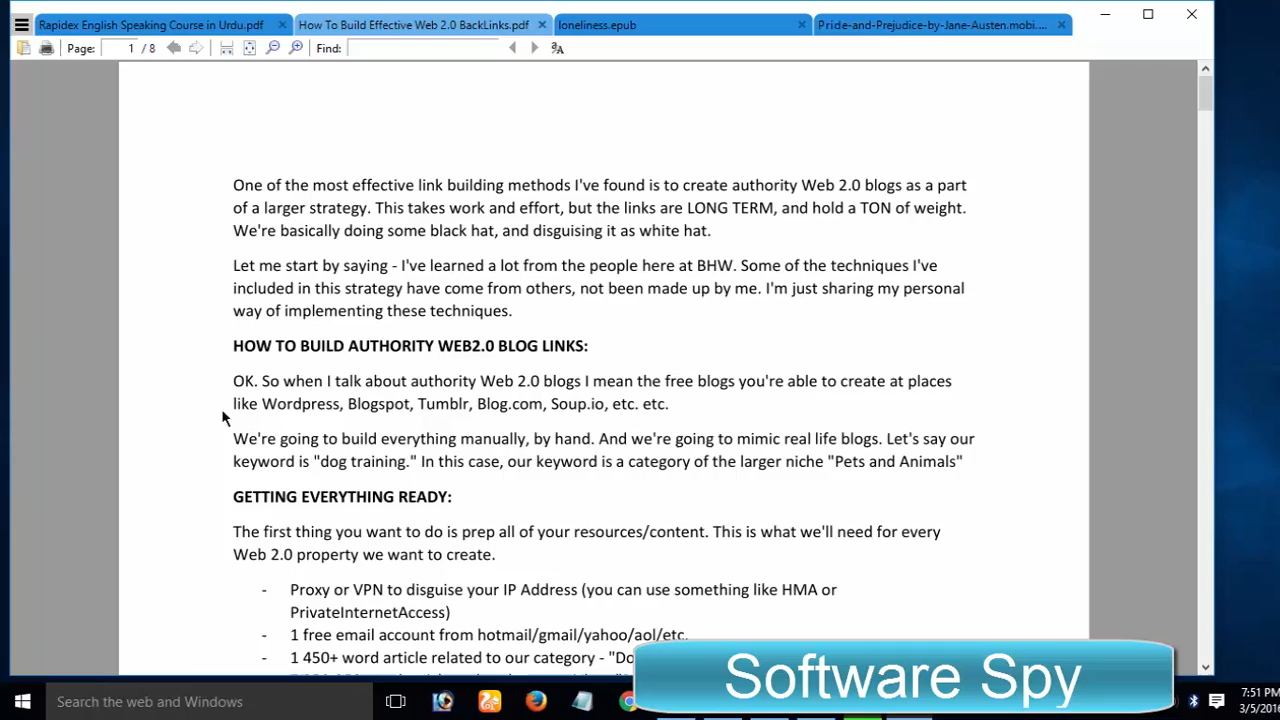 Rapidex English Speaking Course in Urdu.pdf
How To Build Effective Web 2.0 BackLinks.pdf
loneliness.epub
Pride-and-Prejudice-by-Jane-Austen.mobi....
Page: 1 / 8
Find:
One of the most effective link building methods I've found is to create authority Web 2.0 blogs as a part
of a larger strategy. This takes work and effort, but the links are LONG TERM, and hold a TON of weight.
We're basically doing some black hat, and disguising it as white hat.
Let me start by saying - I've learned a lot from the people here at BHW. Some of the techniques I've
included in this strategy have come from others, not been made up by me. I'm just sharing my personal
way of implementing these techniques.
HOW TO BUILD AUTHORITY WEB2.0 BLOG LINKS:
OK. So when I talk about authority Web 2.0 blogs I mean the free blogs you're able to create at places
like Wordpress, Blogspot, Tumblr, Blog.com, Soup.io, etc. etc.
We're going to build everything manually, by hand. And we're going to mimic real life blogs. Let's say our
keyword is "dog training." In this case, our keyword is a category of the larger niche "Pets and Animals"
GETTING EVERYTHING READY:
The first thing you want to do is prep all of your resources/content. This is what we'll need for every
Web 2.0 property we want to create.
- Proxy or VPN to disguise your IP Address (you can use something like HMA or
PrivateInternetAccess)
- 1 free email account from hotmail/gmail/yahoo/aol/etc.
- 1 450+ word article related to our category - "Do
Software Spy
Search the web and Windows
7:51 PM
3/5/2016